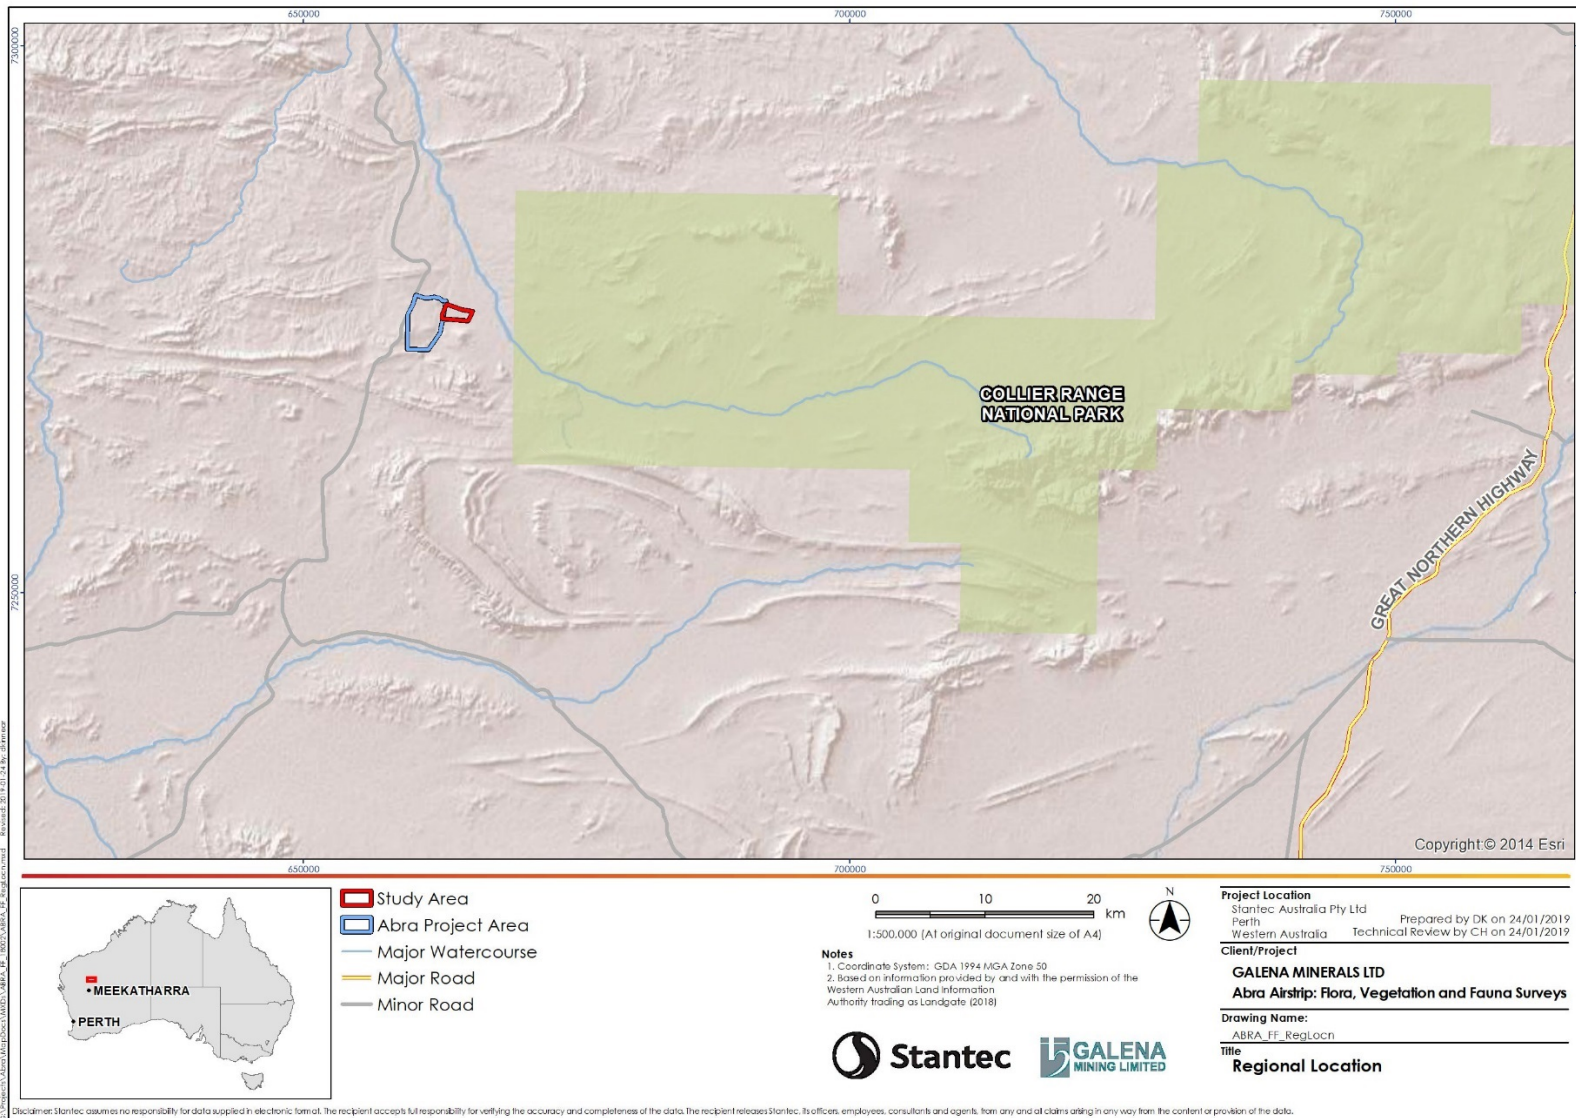 650000
700000
750000
7300000
7250000
COLLIER RANGE
NATIONAL PARK
GREAT NORTHERN HIGHWAY
Copyright:© 2014 Esri
650000
700000
750000
MEEKATHARRA
PERTH
Study Area
Abra Project Area
Major Watercourse
Major Road
Minor Road
0 10 20
km
1:500,000 (At original document size of A4)
N
Notes
1. Coordinate System: GDA 1994 MGA Zone 50
2. Based on information provided by and with the permission of the
Western Australian Land Information
Authority trading as Landgate (2018)
Stantec
GALENA
MINING LIMITED
Project Location
Stantec Australia Pty Ltd
Perth
Western Australia
Prepared by DK on 24/01/2019
Technical Review by CH on 24/01/2019
Client/Project
GALENA MINERALS LTD
Abra Airstrip: Flora, Vegetation and Fauna Surveys
Drawing Name:
ABRA_FF_RegLocn
Title
Regional Location
Revised: 2019-01-24 By:
Disclaimer: Stantec assumes no responsibility for data supplied in electronic format. The recipient accepts full responsibility for verifying the accuracy and completeness of the data. The recipient releases Stantec, its officers, employees, consultants and agents, from any and all claims arising in any way from the content or provision of the data.